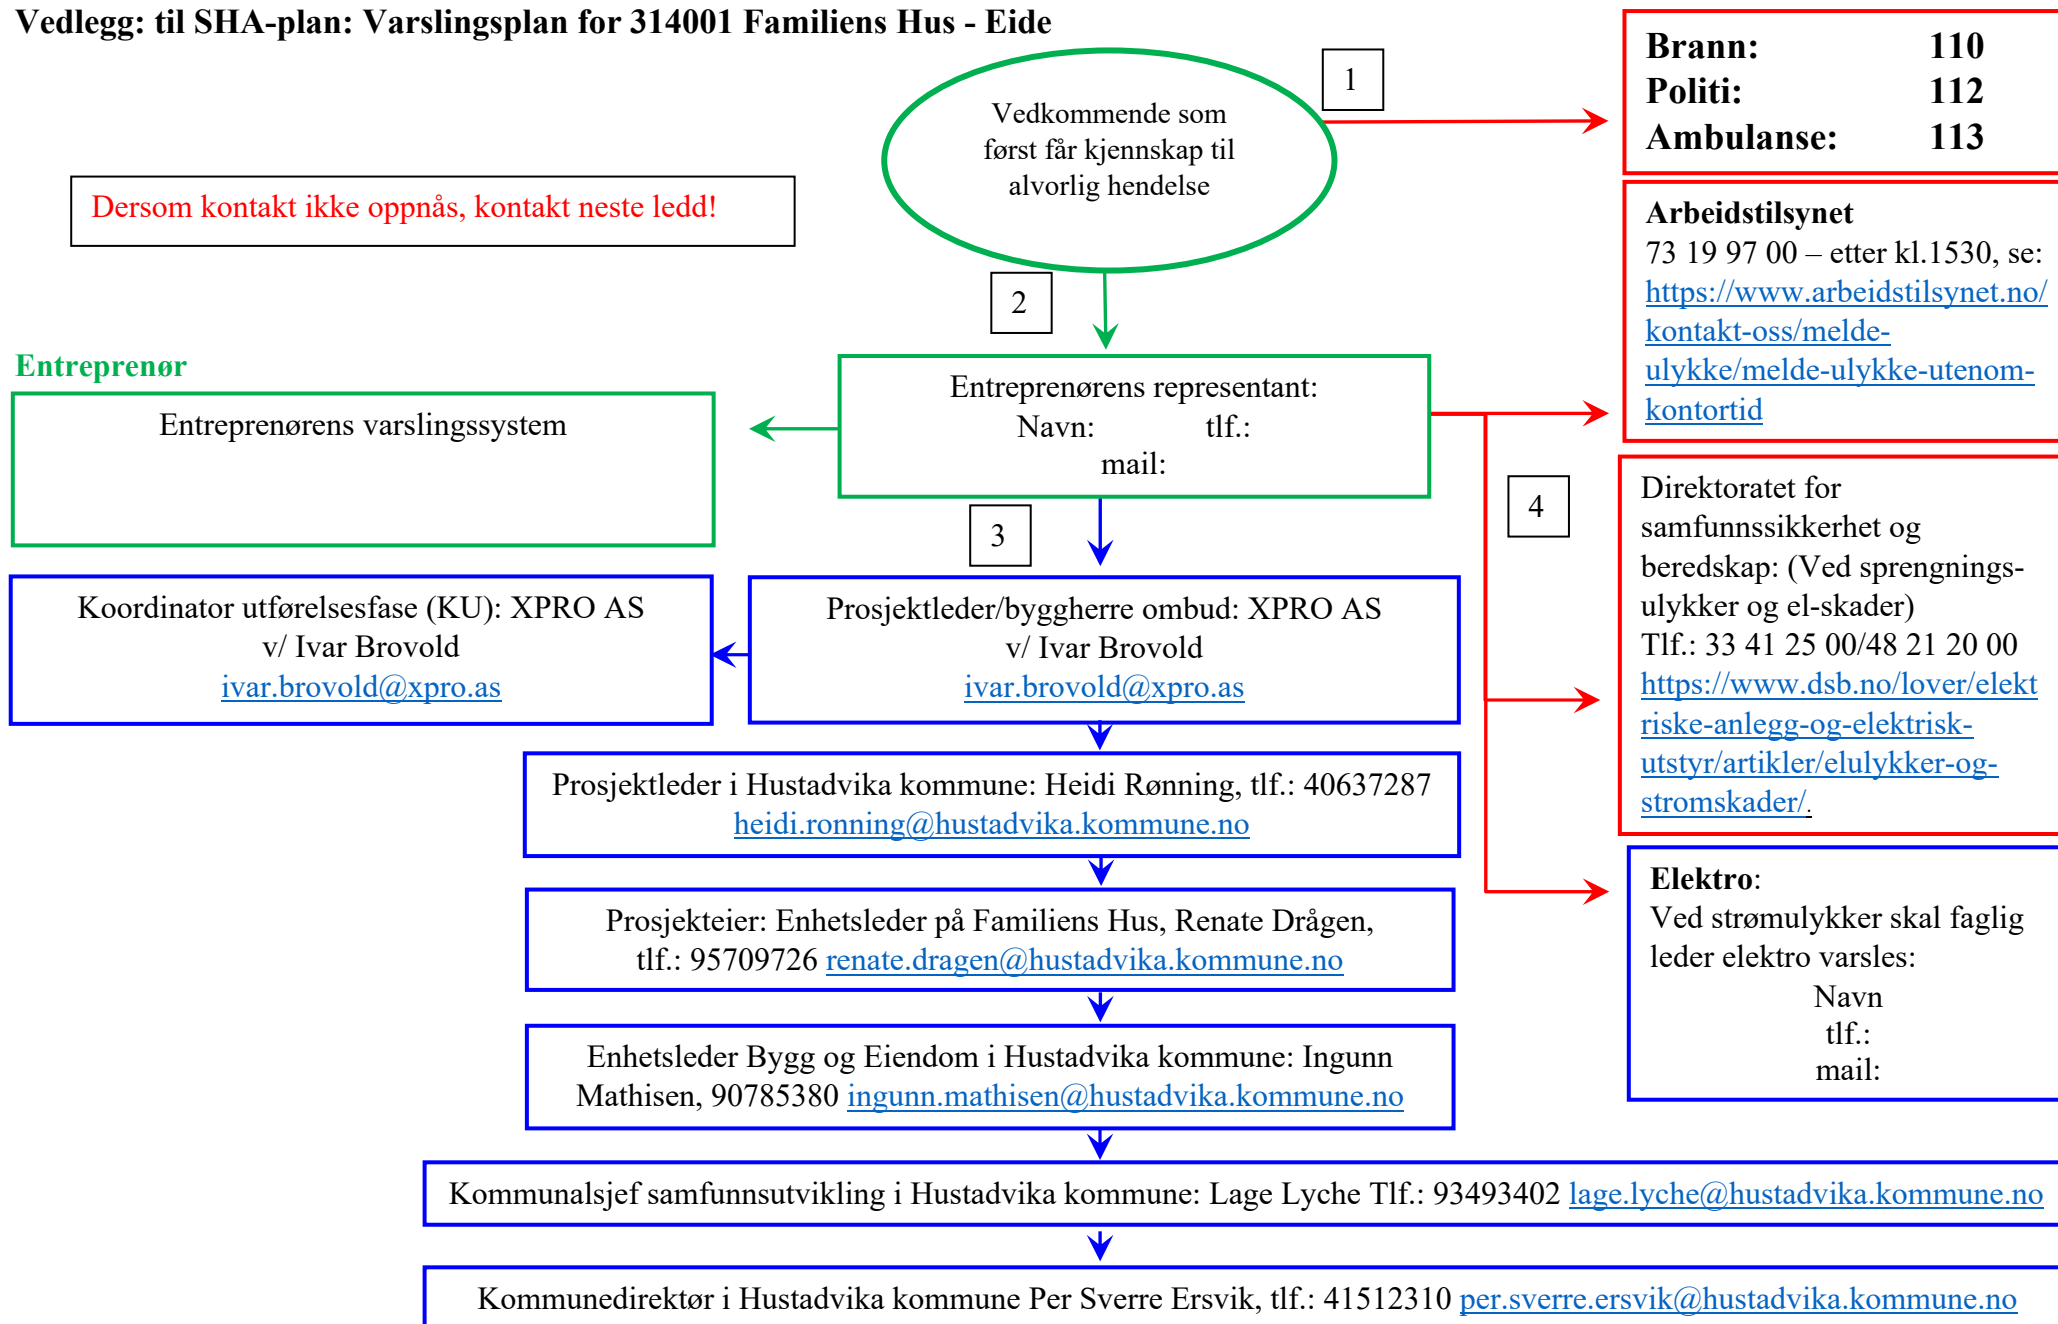 Vedlegg: til SHA-plan: Varslingsplan for 314001 Familiens Hus - Eide
Brann: 110
Politi: 112
Ambulanse: 113
1
Vedkommende som
først får kjennskap til
alvorlig hendelse
Dersom kontakt ikke oppnås, kontakt neste ledd!
Arbeidstilsynet
73 19 97 00 – etter kl.1530, se:
https://www.arbeidstilsynet.no/
kontakt-oss/melde-
ulykke/melde-ulykke-utenom-
kontortid
2
Entreprenør
Entreprenørens varslingssystem
Entreprenørens representant:
Navn: tlf.:
mail:
4
Direktoratet for
samfunnssikkerhet og
beredskap: (Ved sprengnings-
ulykker og el-skader)
Tlf.: 33 41 25 00/48 21 20 00
https://www.dsb.no/lover/elekt
riske-anlegg-og-elektrisk-
utstyr/artikler/elulykker-og-
stromskader/.
3
Koordinator utførelsesfase (KU): XPRO AS
v/ Ivar Brovold
ivar.brovold@xpro.as
Prosjektleder/byggherre ombud: XPRO AS
v/ Ivar Brovold
ivar.brovold@xpro.as
Prosjektleder i Hustadvika kommune: Heidi Rønning, tlf.: 40637287
heidi.ronning@hustadvika.kommune.no
Elektro:
Ved strømulykker skal faglig
leder elektro varsles:
Navn
tlf.:
mail:
Prosjekteier: Enhetsleder på Familiens Hus, Renate Drågen,
tlf.: 95709726 renate.dragen@hustadvika.kommune.no
Enhetsleder Bygg og Eiendom i Hustadvika kommune: Ingunn
Mathisen, 90785380 ingunn.mathisen@hustadvika.kommune.no
Kommunalsjef samfunnsutvikling i Hustadvika kommune: Lage Lyche Tlf.: 93493402 lage.lyche@hustadvika.kommune.no
Kommunedirektør i Hustadvika kommune Per Sverre Ersvik, tlf.: 41512310 per.sverre.ersvik@hustadvika.kommune.no